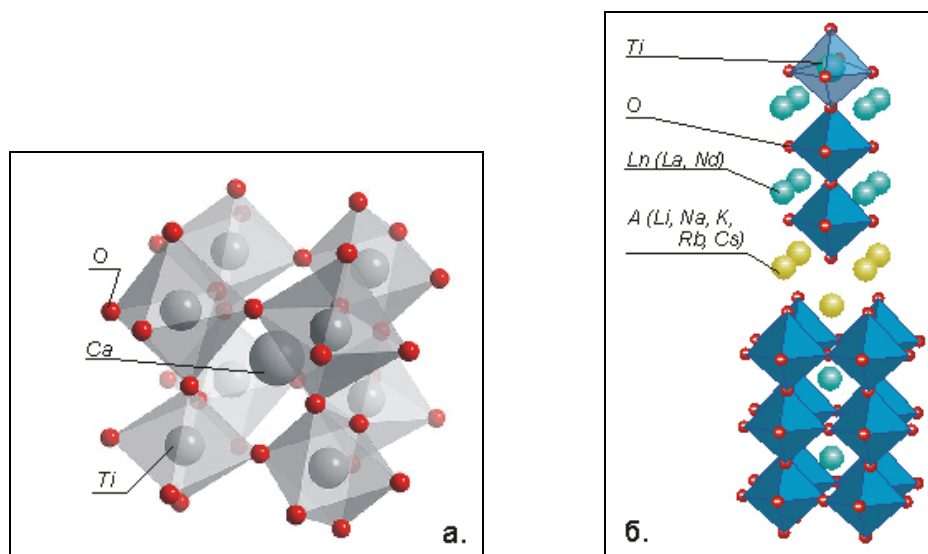 O
Ca
Ti
а.
Ti
O
Ln (La, Nd)
A (Li, Na, K,
Rb, Cs)
б.